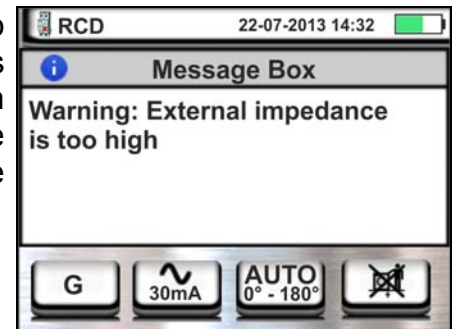 RCD 22-07-2013 14:32
Message Box
Warning: External impedance
is too high
G
30mA
AUTO
0° - 180°